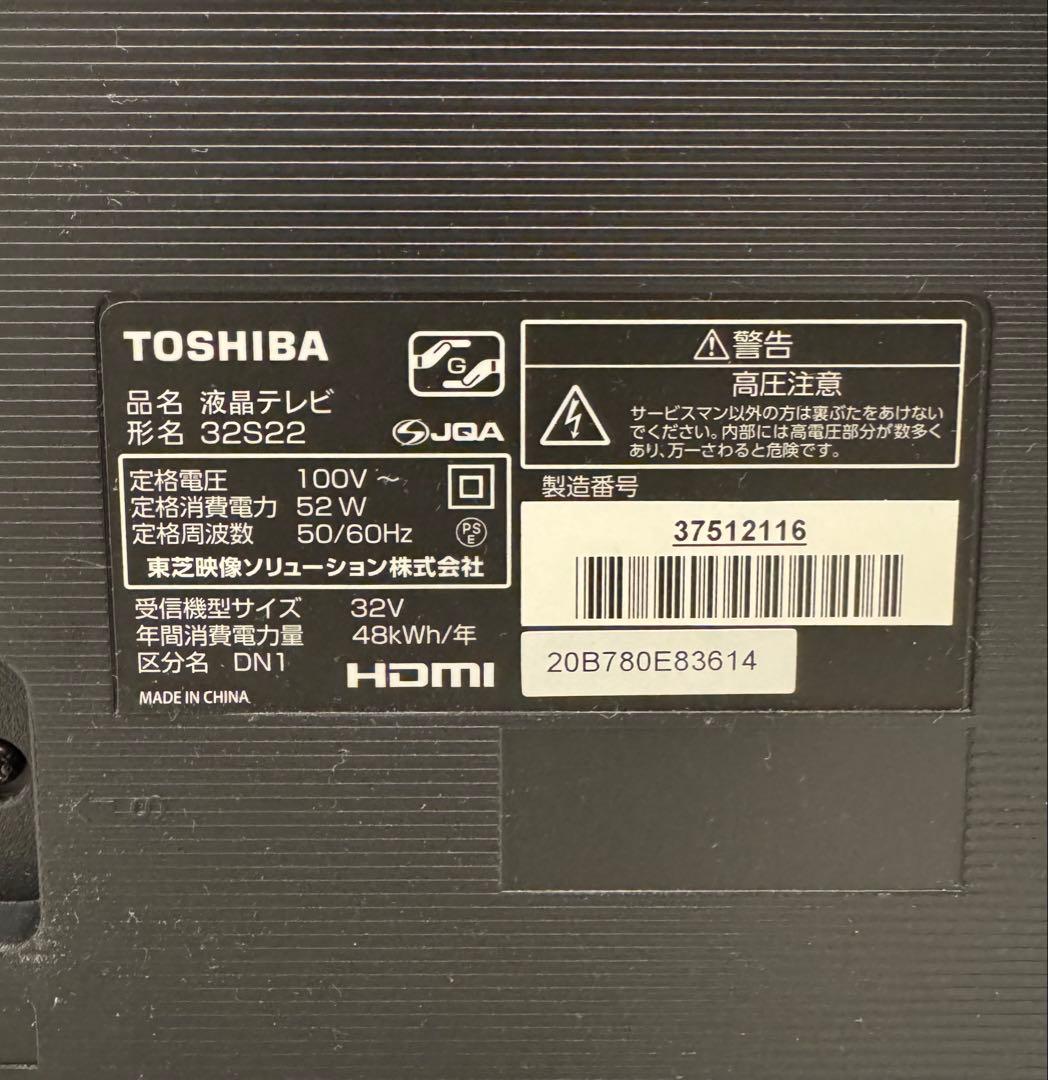 TOSHIBA
G
品名 液晶テレビ
形名 32S22
JQA
定格電圧 100V ～
定格消費電力 52W
定格周波数 50/60Hz
PS
E
東芝映像ソリューション株式会社
受信機型サイズ 32V
年間消費電力量 48kWh/年
区分名 DN1
HDMI
MADE IN CHINA
警告
高圧注意
サービスマン以外の方は裏ぶたをあけない
でください。内部には高電圧部分が数多く
あり、万一さわると危険です。
製造番号
37512116
20B780E83614